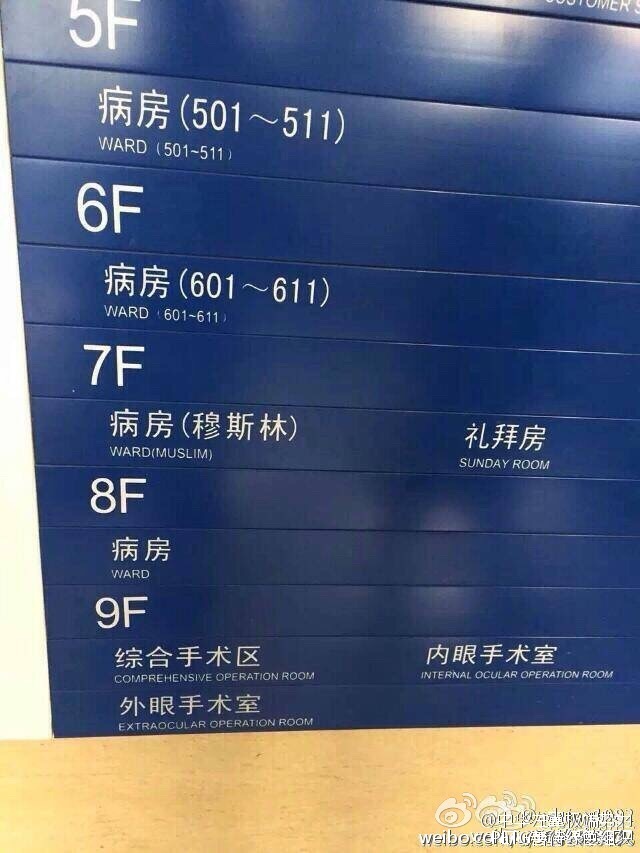 CUSTOMER S
5F
病房(501～511)
WARD (501~511)
6F
病房(601～611)
WARD (601~611)
7F
病房(穆斯林)
WARD(MUSLIM)
礼拜房
SUNDAY ROOM
8F
病房
WARD
9F
综合手术区
COMPREHENSIVE OPERATION ROOM
内眼手术室
INTERNAL OCULAR OPERATION ROOM
外眼手术室
EXTRAOCULAR OPERATION ROOM